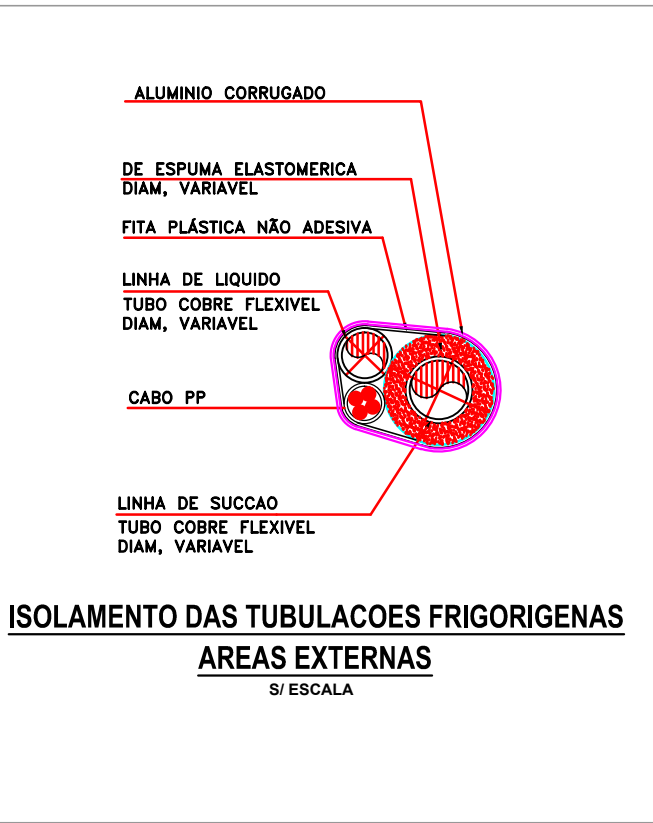 ALUMINIO CORRUGADO
DE ESPUMA ELASTOMERICA
DIAM, VARIAVEL
FITA PLÁSTICA NÃO ADESIVA
LINHA DE LIQUIDO
TUBO COBRE FLEXIVEL
DIAM, VARIAVEL
CABO PP
LINHA DE SUCCAO
TUBO COBRE FLEXIVEL
DIAM, VARIAVEL
ISOLAMENTO DAS TUBULACOES FRIGORIGENAS
AREAS EXTERNAS
S/ ESCALA